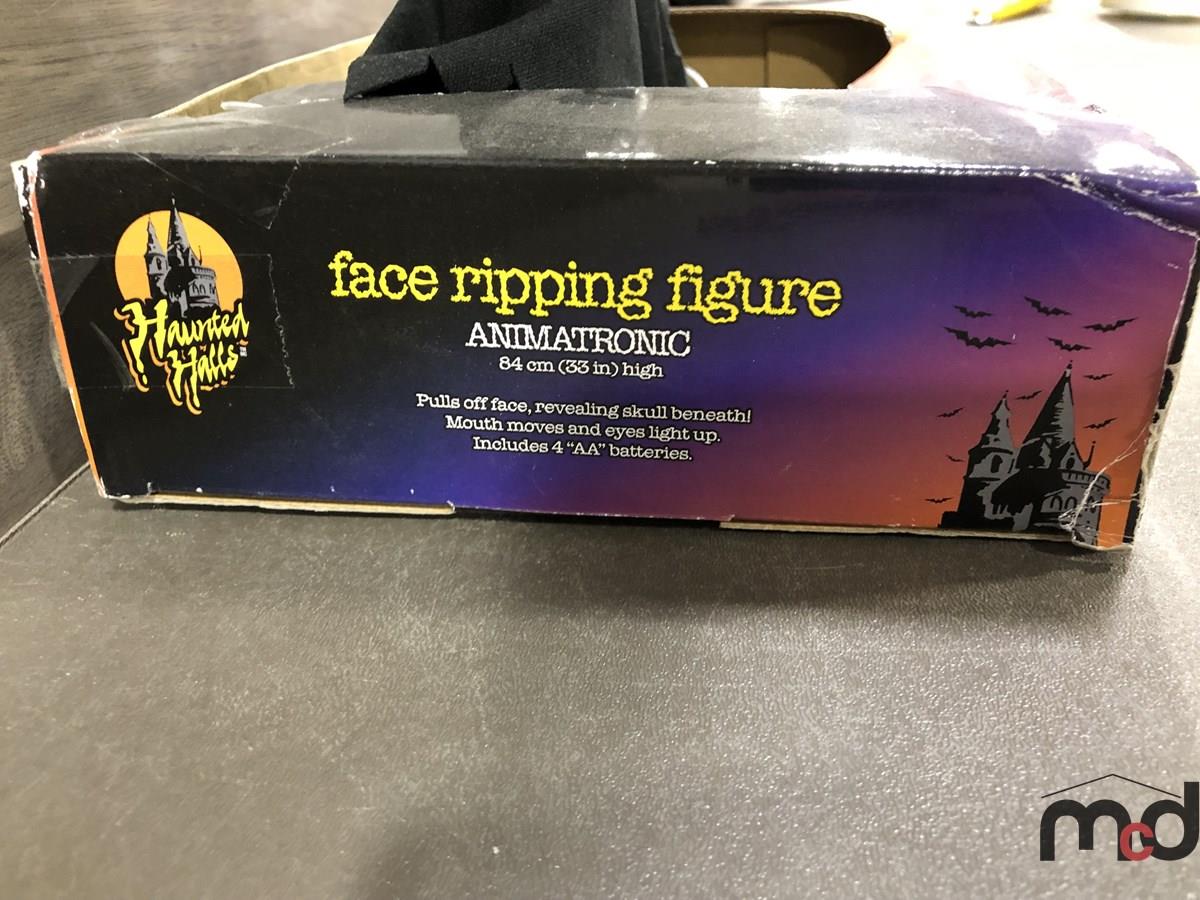 Haunted
Halls
face ripping figure
ANIMATRONIC
84 cm (33 in) high
Pulls off face, revealing skull beneath!
Mouth moves and eyes light up.
Includes 4 “AA” batteries.
mcd